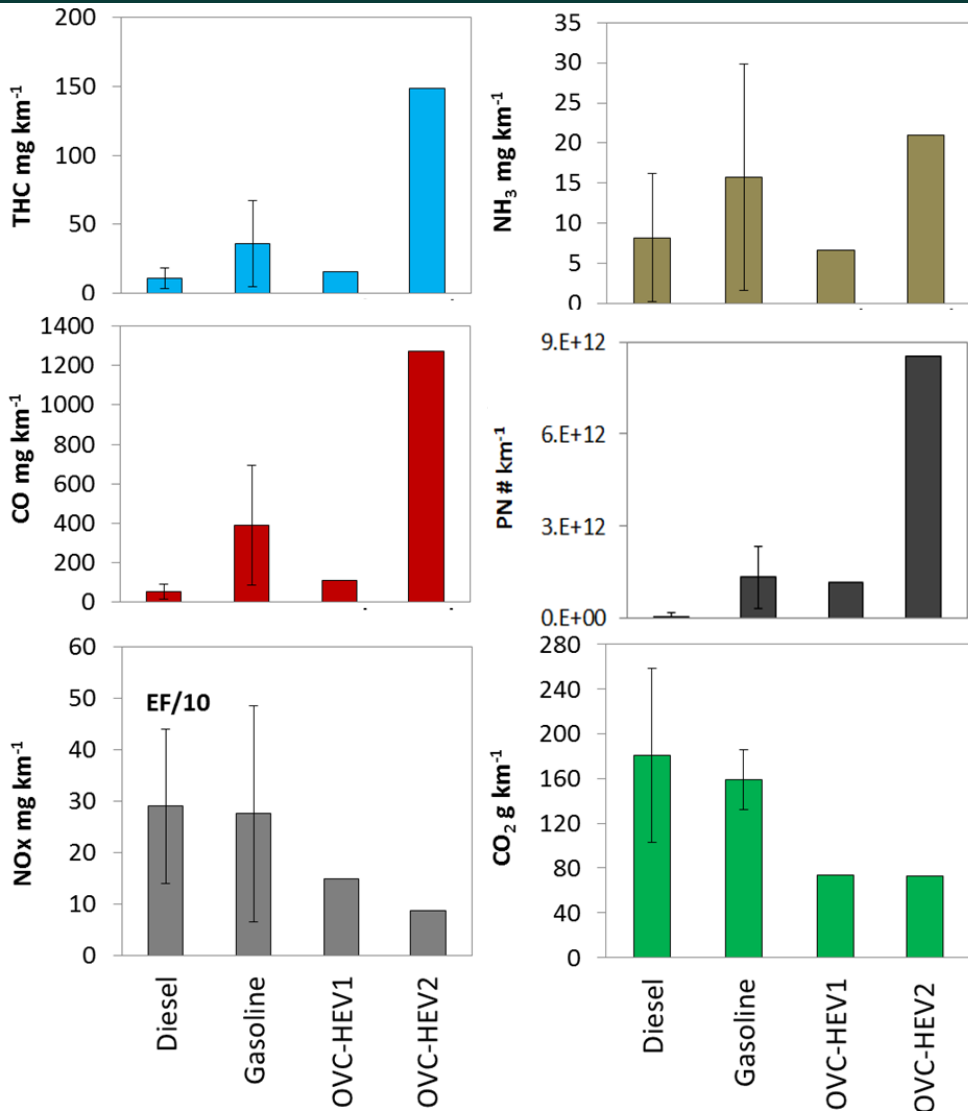 THC mg km⁻¹
200
150
100
50
0
NH₃ mg km⁻¹
35
30
25
20
15
10
5
0
CO mg km⁻¹
1400
1200
1000
800
600
400
200
0
PN # km⁻¹
9.E+12
6.E+12
3.E+12
0.E+00
NOx mg km⁻¹
60
50
40
30
20
10
0
EF/10
Diesel
Gasoline
OVC-HEV1
OVC-HEV2
CO₂ g km⁻¹
280
240
200
160
120
80
40
0
Diesel
Gasoline
OVC-HEV1
OVC-HEV2